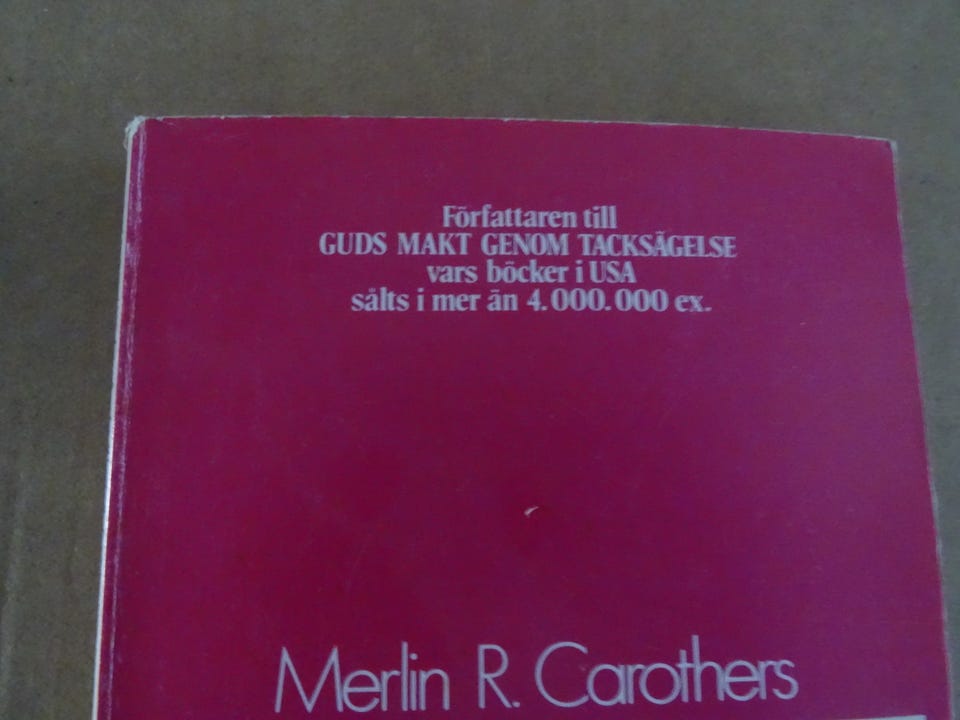 Författaren till
GUDS MAKT GENOM TACKSÄGELSE
vars böcker i USA
sålts i mer än 4.000.000 ex.
Merlin R. Carothers